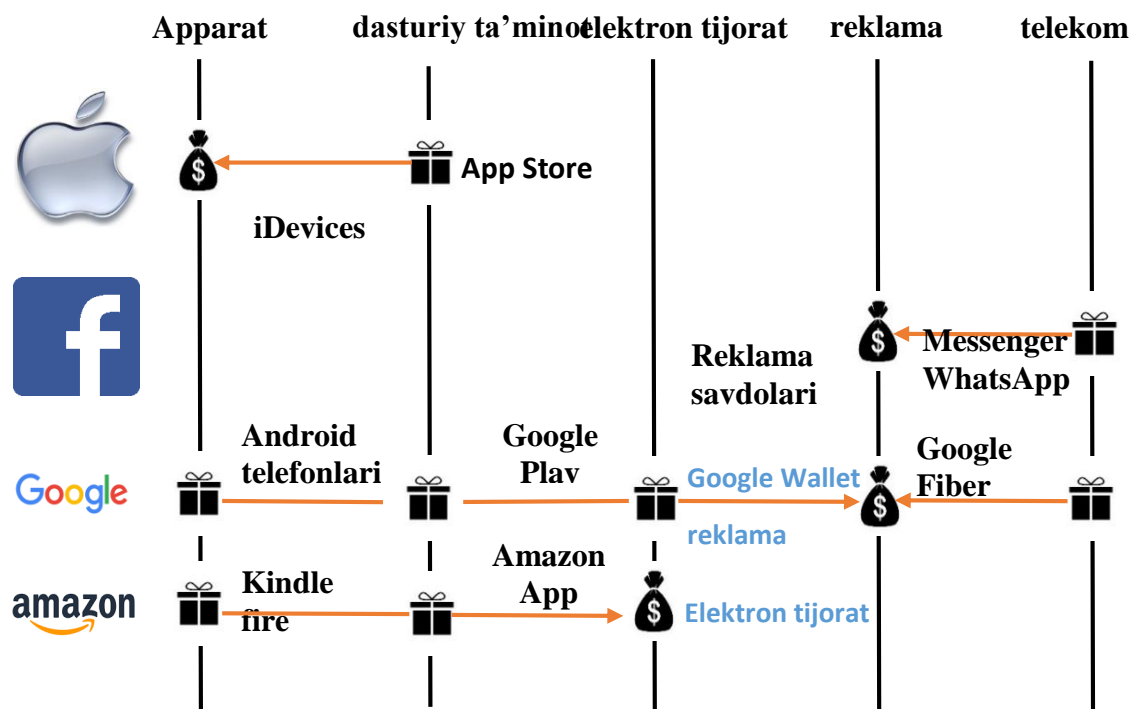 Apparat
dasturiy ta’minot
elektron tijorat
reklama
telekom
App Store
iDevices
Messenger
WhatsApp
Reklama
savdolari
Android
telefonlari
Google
Plav
Google Wallet
reklama
Google
Fiber
Google
amazon
Kindle
fire
Amazon
App
Elektron tijorat